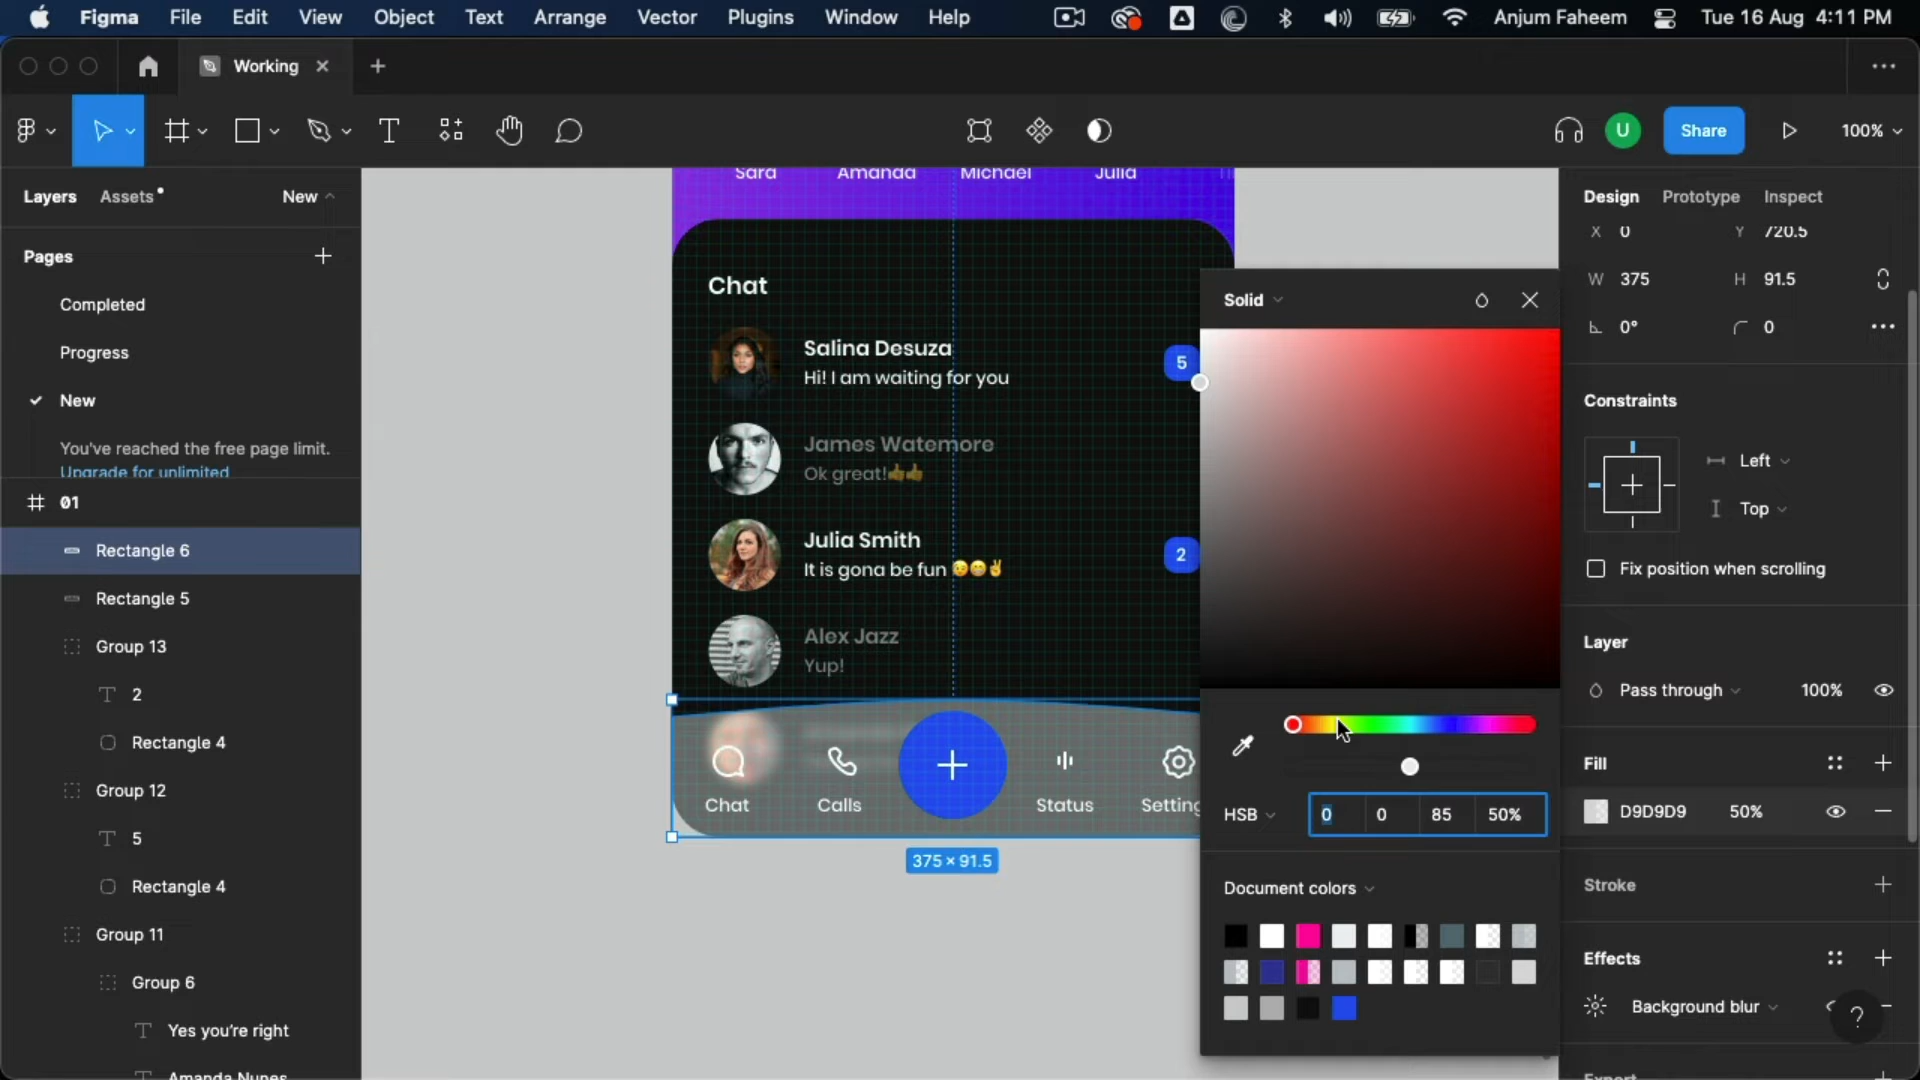 Figma File Edit View Object Text Arrange Vector Plugins Window Help Anjum Faheem Tue 16 Aug 4:11 PM
Working
U Share 100%
Layers Assets New
Pages
Completed
Progress
New
You've reached the free page limit.
Upgrade for unlimited
01
Rectangle 6
Rectangle 5
Group 13
2
Rectangle 4
Group 12
5
Rectangle 4
Group 11
Group 6
Yes you're right
Amanda Nunes
Sara Amanda Michael Julia
Chat
Salina Desuza
Hi! I am waiting for you
5
James Watemore
Ok great!👍👍
Julia Smith
It is gona be fun 😉😁✌
2
Alex Jazz
Yup!
Chat Calls Status Setting
375 × 91.5
Solid
HSB 0 0 85 50%
Document colors
Design Prototype Inspect
X 0 Y 720.5
W 375 H 91.5
0° 0
Constraints
Left
Top
Fix position when scrolling
Layer
Pass through 100%
Fill
D9D9D9 50%
Stroke
Effects
Background blur
?
Export